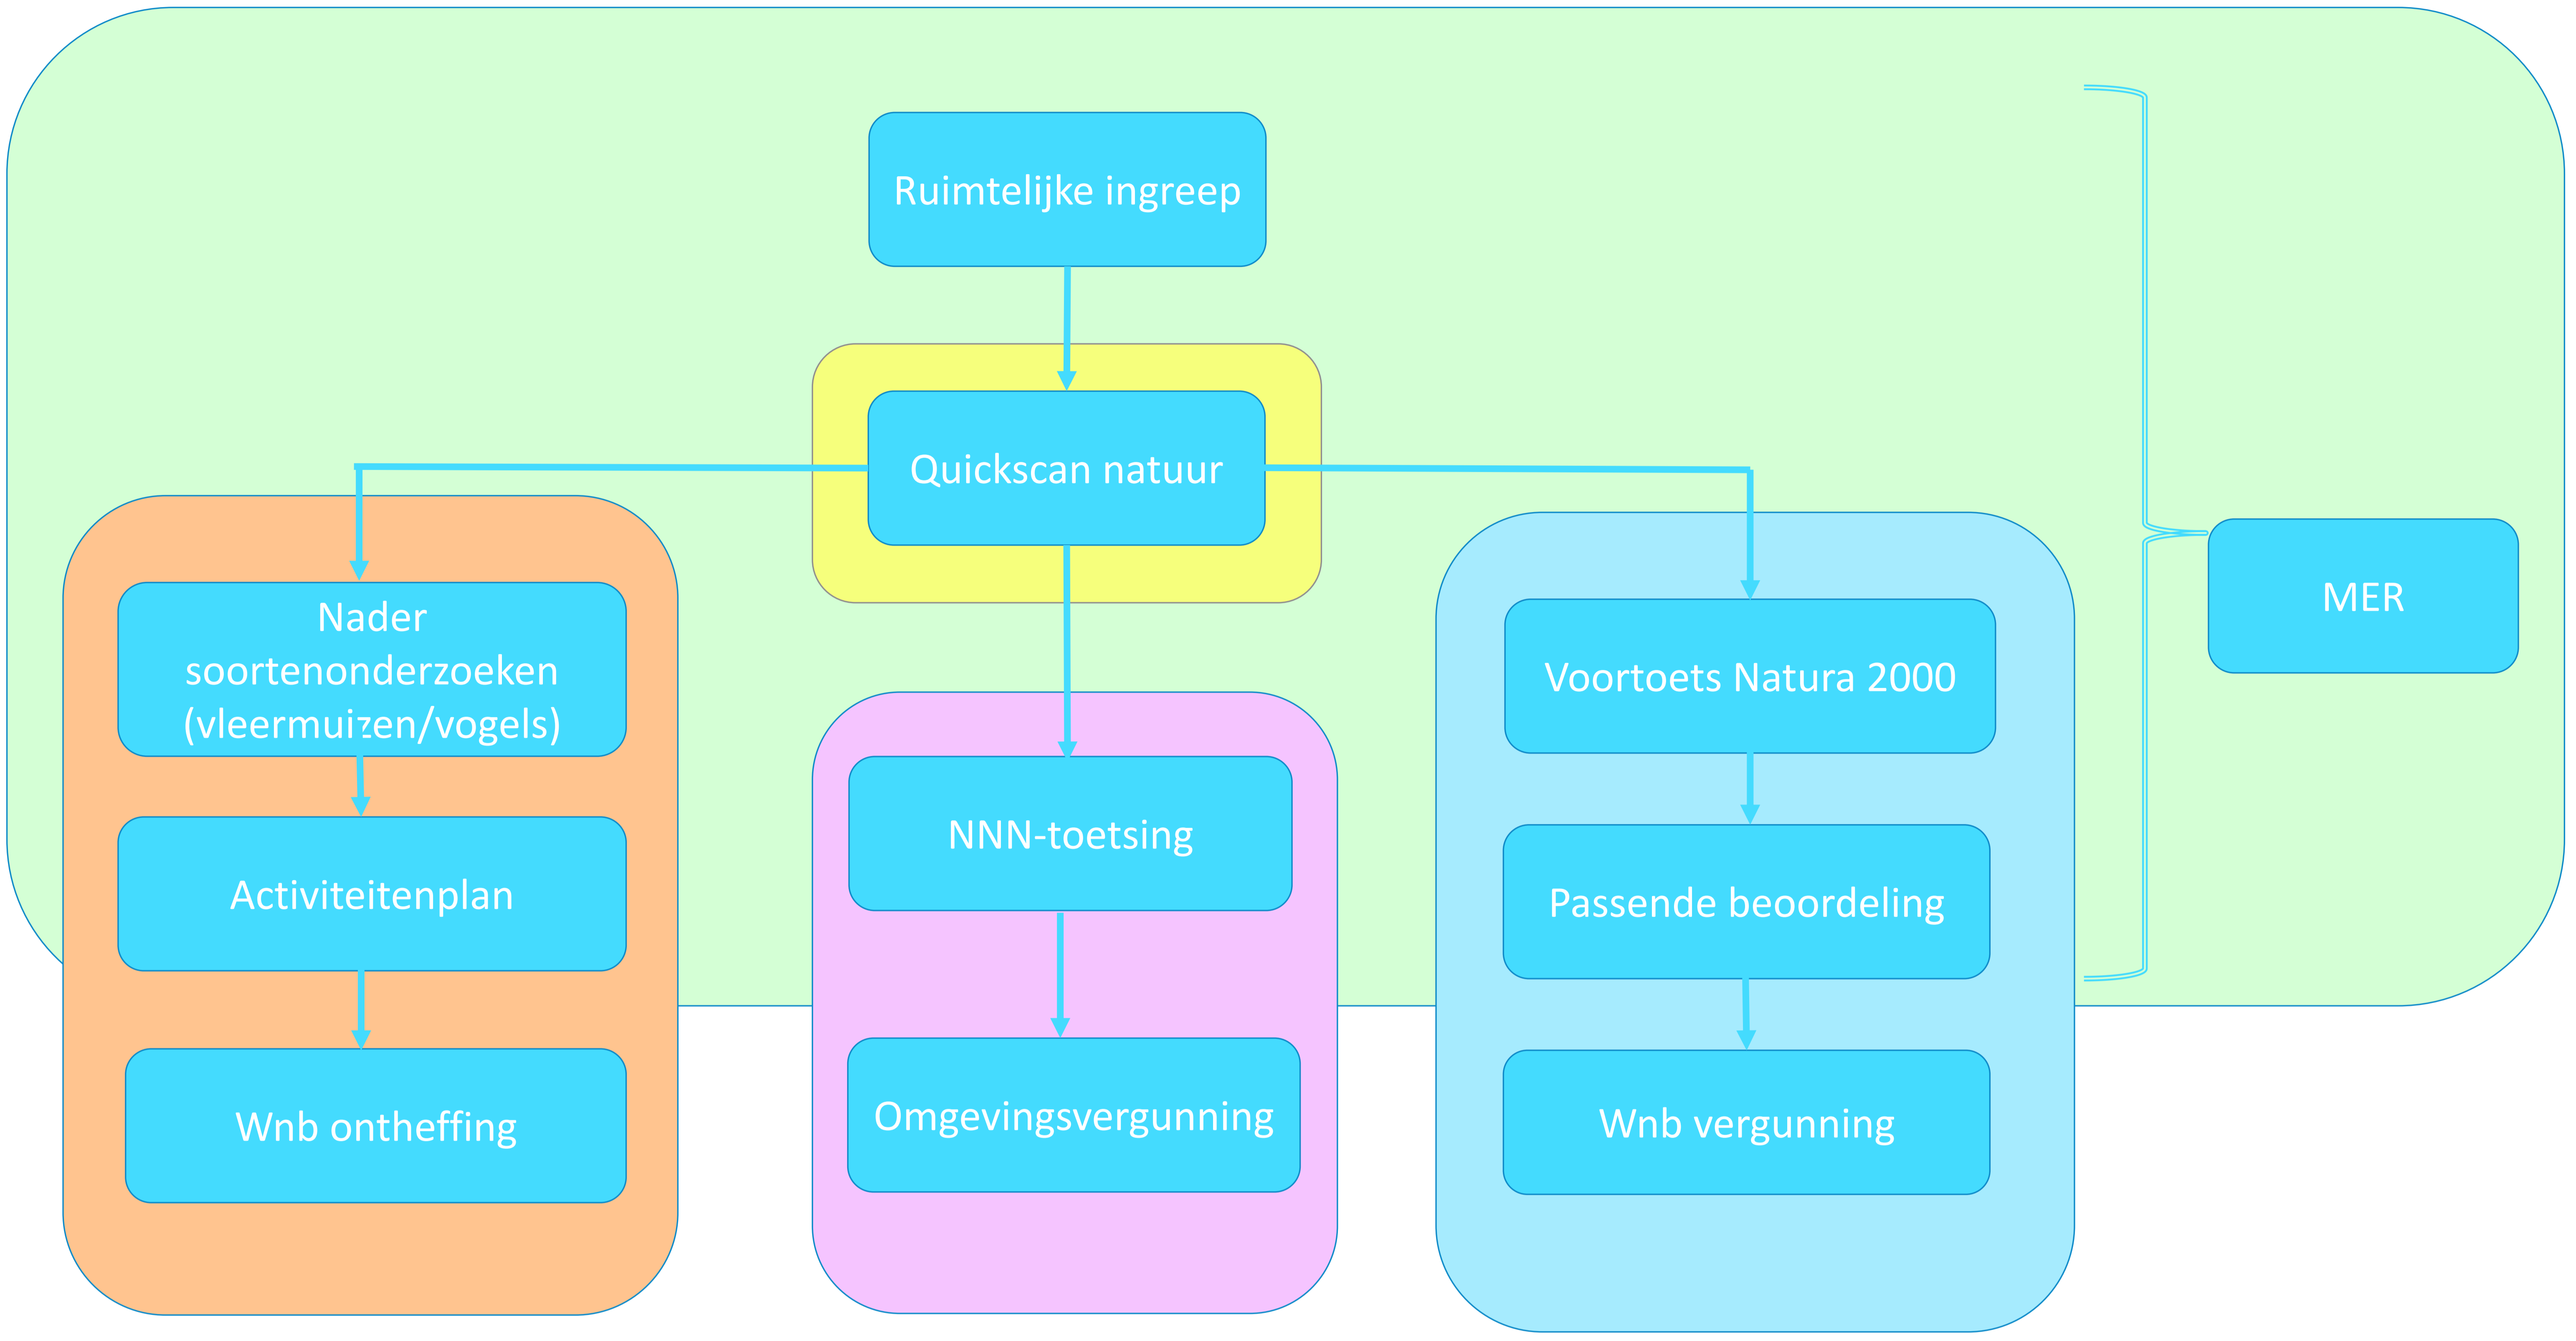 Ruimtelijke ingreep
Quickscan natuur
Nader
soortenonderzoeken
(vleermuizen/vogels)
Activiteitenplan
Wnb ontheffing
NNN-toetsing
Omgevingsvergunning
Voortoets Natura 2000
Passende beoordeling
Wnb vergunning
MER